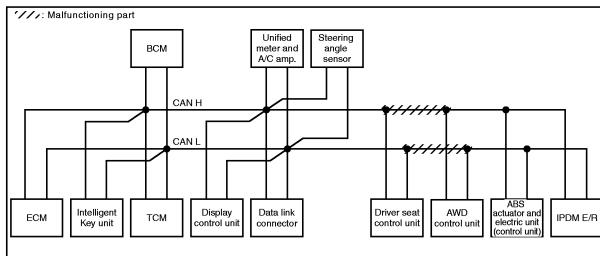 : Malfunctioning part
BCM
Unified
meter and
A/C amp.
Steering
angle
sensor
CAN H
CAN L
ECM
Intelligent
Key unit
TCM
Display
control unit
Data link
connector
Driver seat
control unit
AWD
control unit
ABS
actuator and
electric unit
(control unit)
IPDM E/R